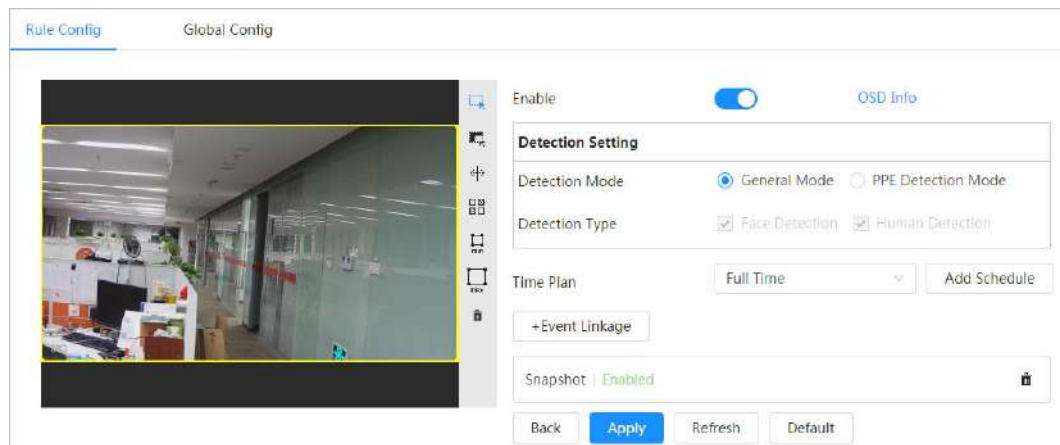 Rule Config Global Config
Enable OSD Info
Detection Setting
Detection Mode General Mode PPE Detection Mode
Detection Type Face Detection Human Detection
Time Plan Full Time Add Schedule
+Event Linkage
Snapshot | Enabled
Back Apply Refresh Default